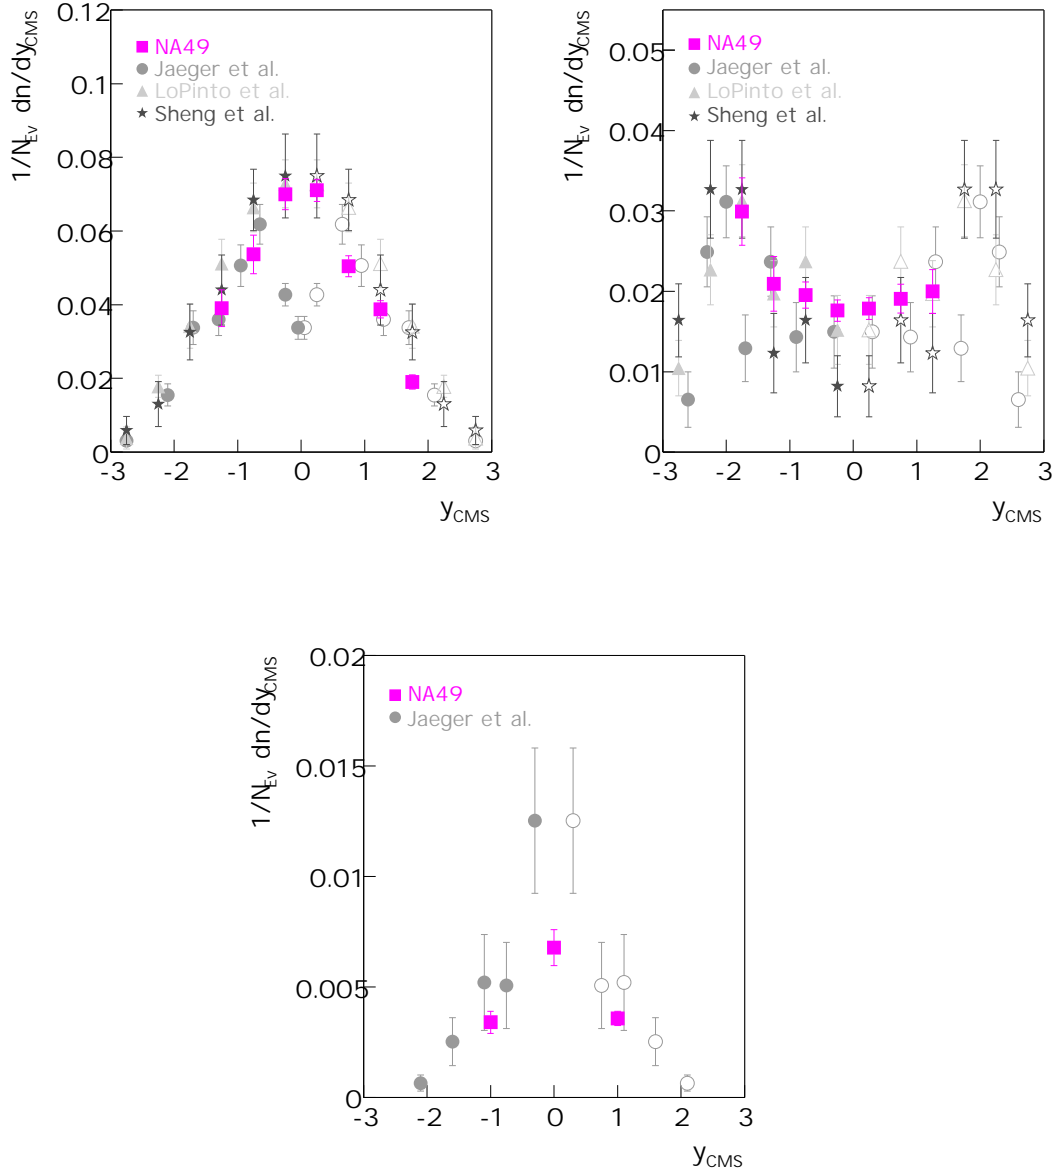 1/N_Ev dn/dy_CMS
0.12
0.1
0.08
0.06
0.04
0.02
0
NA49
Jaeger et al.
LoPinto et al.
Sheng et al.
-3 -2 -1 0 1 2 3
y_CMS
1/N_Ev dn/dy_CMS
0.05
0.04
0.03
0.02
0.01
0
NA49
Jaeger et al.
LoPinto et al.
Sheng et al.
-3 -2 -1 0 1 2 3
y_CMS
1/N_Ev dn/dy_CMS
0.02
0.015
0.01
0.005
0
NA49
Jaeger et al.
-3 -2 -1 0 1 2 3
y_CMS